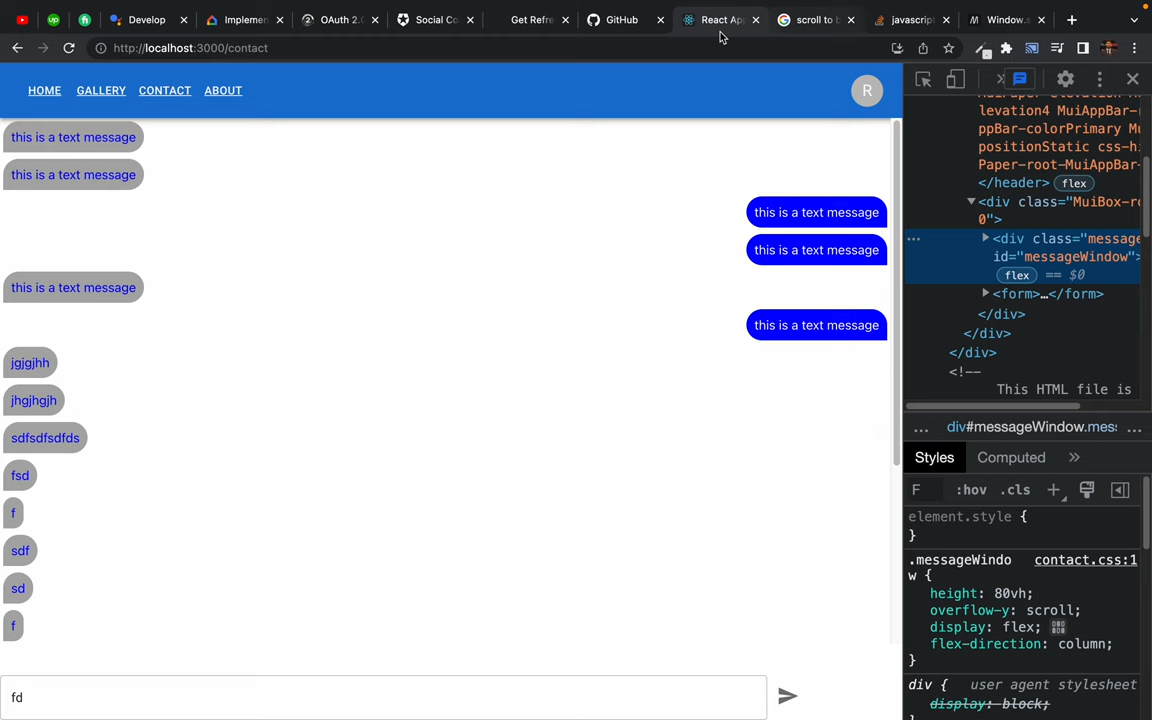 Develop
Implemen
OAuth 2.0
Social Co
Get Refre
GitHub
React App
scroll to b
javascript
Window.s
http://localhost:3000/contact
HOME GALLERY CONTACT ABOUT
R
this is a text message
this is a text message
this is a text message
this is a text message
this is a text message
this is a text message
jgjgjhh
jhgjhgjh
sdfsdfsdfds
fsd
f
sdf
sd
f
fd
levation4 MuiAppBar-
ppBar-colorPrimary Mu
positionStatic css-hi
Paper-root-MuiAppBar-
</header> flex
<div class="MuiBox-ro
0">
<div class="message
id="messageWindow">
flex == $0
<form>…</form>
</div>
</div>
</div>
<!--
This HTML file is
... div#messageWindow.mes: ...
Styles Computed »
F :hov .cls
element.style {
}
.messageWindo contact.css:1
w {
height: 80vh;
overflow-y: scroll;
display: flex;
flex-direction: column;
}
div { user agent stylesheet
display: block;